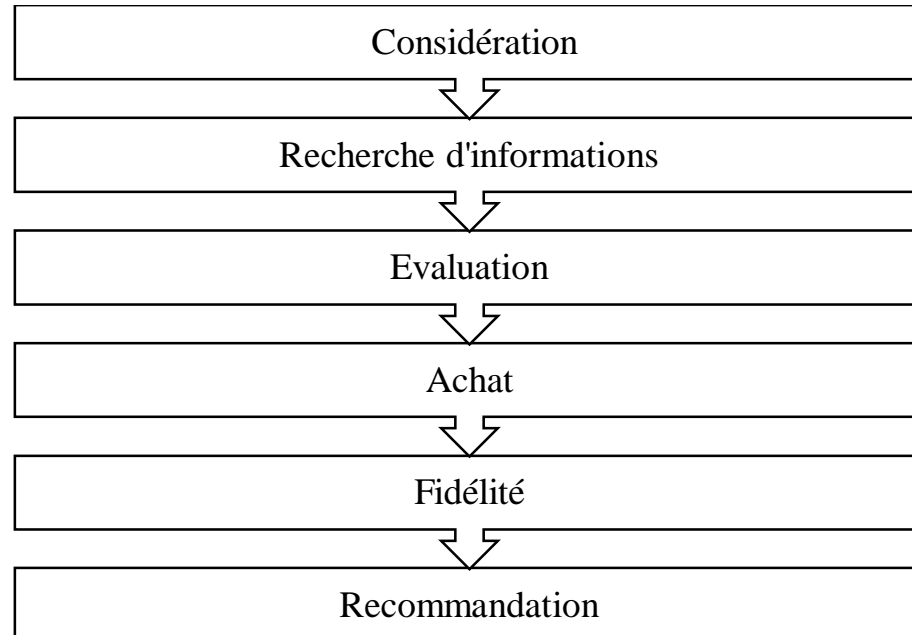 Considération
Recherche d'informations
Evaluation
Achat
Fidélité
Recommandation